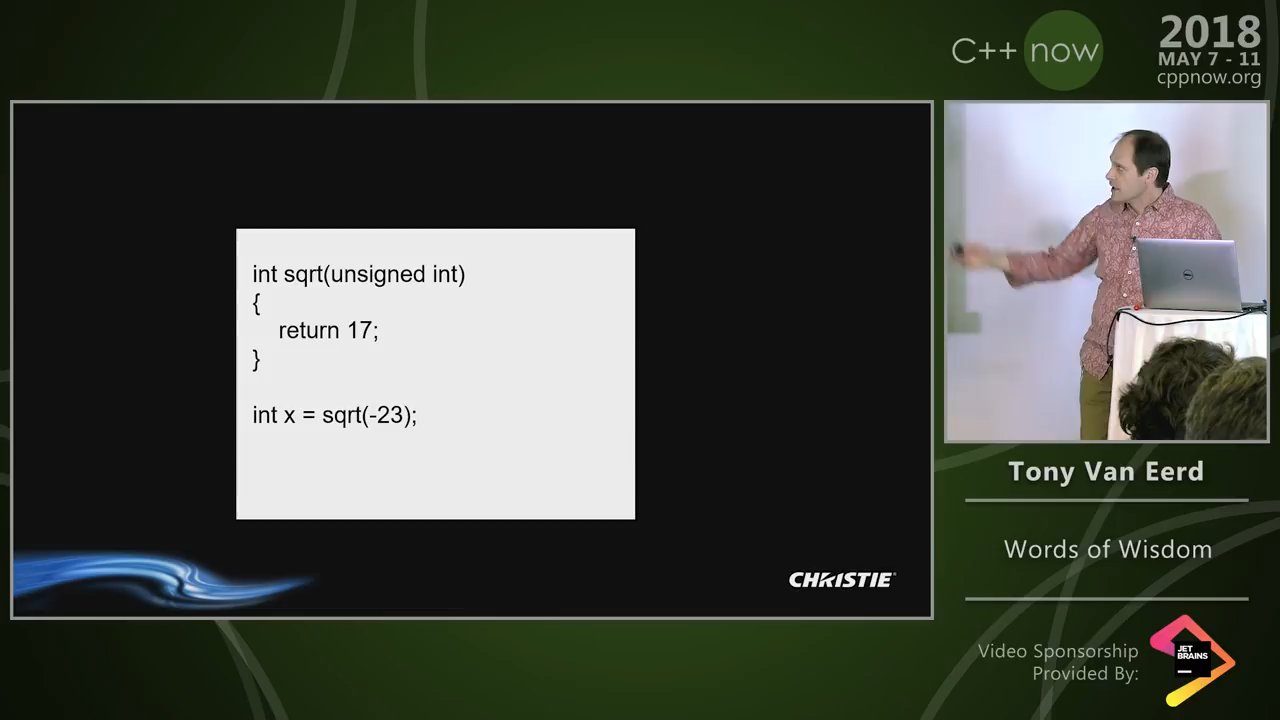 C++ now
2018
MAY 7 - 11
cppnow.org
int sqrt(unsigned int)
{
return 17;
}
int x = sqrt(-23);
CHRISTIE
Tony Van Eerd
Words of Wisdom
Video Sponsorship
Provided By:
JET
BRAINS